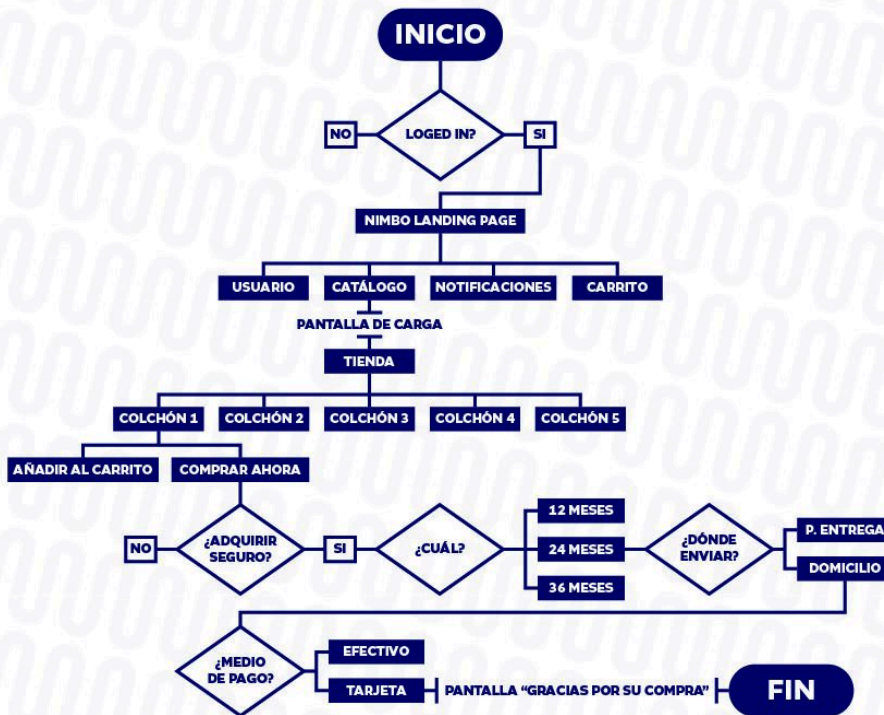 INICIO
LOGED IN?
NO
SI
NIMBO LANDING PAGE
USUARIO
CATÁLOGO
NOTIFICACIONES
CARRITO
PANTALLA DE CARGA
TIENDA
COLCHÓN 1
COLCHÓN 2
COLCHÓN 3
COLCHÓN 4
COLCHÓN 5
AÑADIR AL CARRITO
COMPRAR AHORA
NO
¿ADQUIRIR
SEGURO?
SI
¿CUÁL?
12 MESES
24 MESES
36 MESES
¿DÓNDE
ENVIAR?
P. ENTREGA
DOMICILIO
¿MEDIO
DE PAGO?
EFECTIVO
TARJETA
PANTALLA “GRACIAS POR SU COMPRA”
FIN